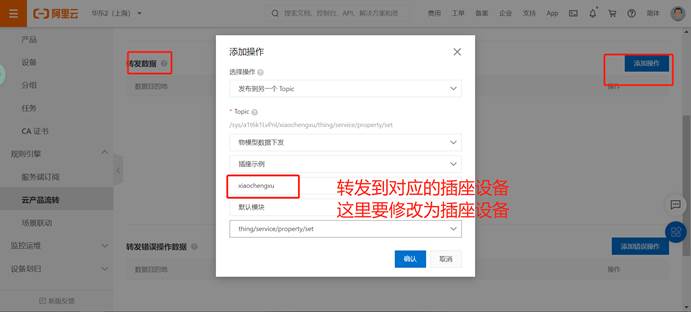 阿里云
华东2（上海）
搜索文档、控制台、API、解决方案和资源
费用
工单
备案
企业
支持
App
简体
产品
设备
分组
任务
CA 证书
规则引擎
服务端订阅
云产品流转
场景联动
监控运维
设备划归
新版反馈
转发数据
添加操作
数据目的地
操作
添加操作
选择操作
发布到另一个 Topic
* Topic
物模型数据下发
插座示例
xiaochengxu
默认模块
thing/service/property/set
确认
取消
转发到对应的插座设备
这里要修改为插座设备
转发错误操作数据
添加错误操作
数据目的地
操作